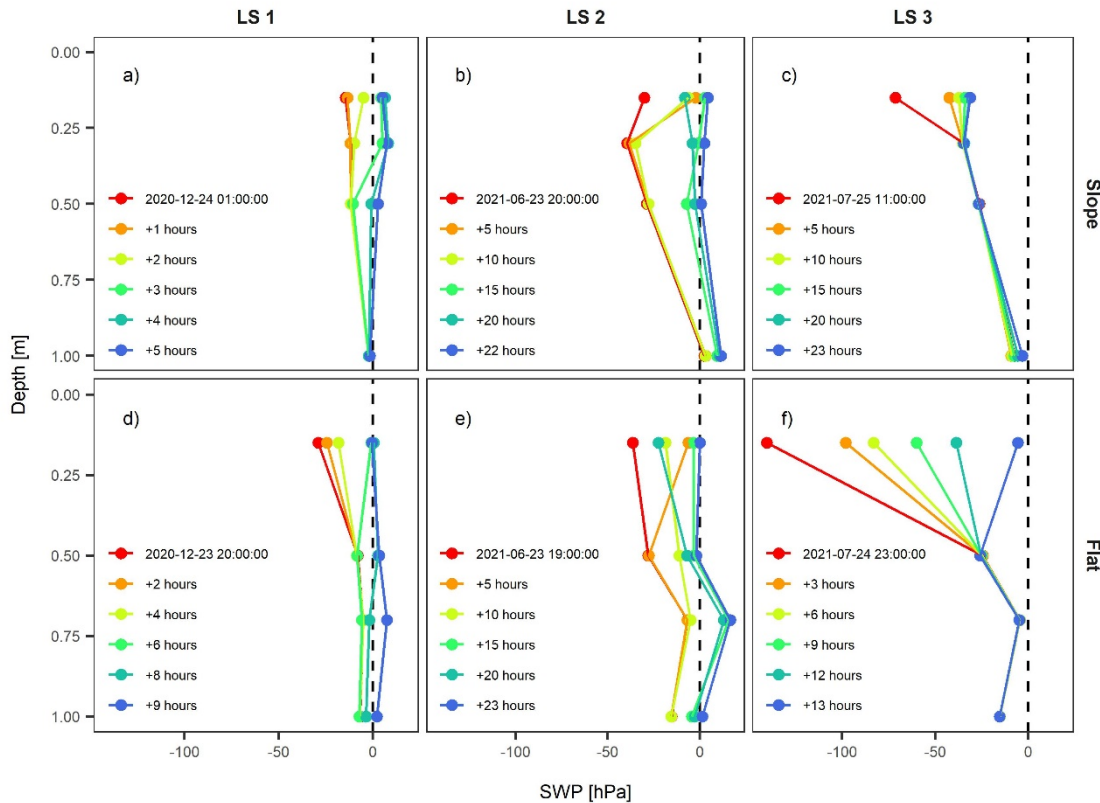 LS 1 LS 2 LS 3
0.00
a) b) c)
0.25
2020-12-24 01:00:00 2021-06-23 20:00:00 2021-07-25 11:00:00
0.50
+1 hours +5 hours +5 hours
+2 hours +10 hours +10 hours
0.75
+3 hours +15 hours +15 hours
+4 hours +20 hours +20 hours
+5 hours +22 hours +23 hours
1.00
Slope
Depth [m]
0.00
d) e) f)
0.25
2020-12-23 20:00:00 2021-06-23 19:00:00 2021-07-24 23:00:00
0.50
+2 hours +5 hours +3 hours
+4 hours +10 hours +6 hours
0.75
+6 hours +15 hours +9 hours
+8 hours +20 hours +12 hours
+9 hours +23 hours +13 hours
1.00
Flat
-100 -50 0 -100 -50 0 -100 -50 0
SWP [hPa]